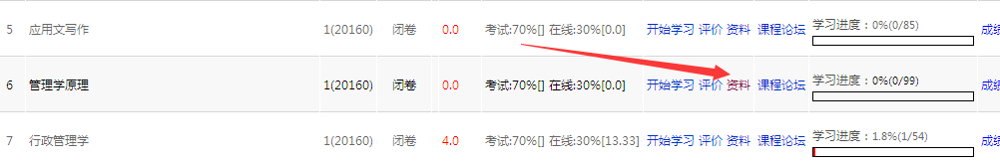 5 应用文写作 1(20160) 闭卷 0.0 考试:70%[] 在线:30%[0.0] 开始学习 评价 资料 课程论坛 学习进度：0%(0/85) 成绩
6 管理学原理 1(20160) 闭卷 0.0 考试:70%[] 在线:30%[0.0] 开始学习 评价 资料 课程论坛 学习进度：0%(0/99) 成绩
7 行政管理学 1(20160) 闭卷 4.0 考试:70%[] 在线:30%[13.33] 开始学习 评价 资料 课程论坛 学习进度：1.8%(1/54) 成绩